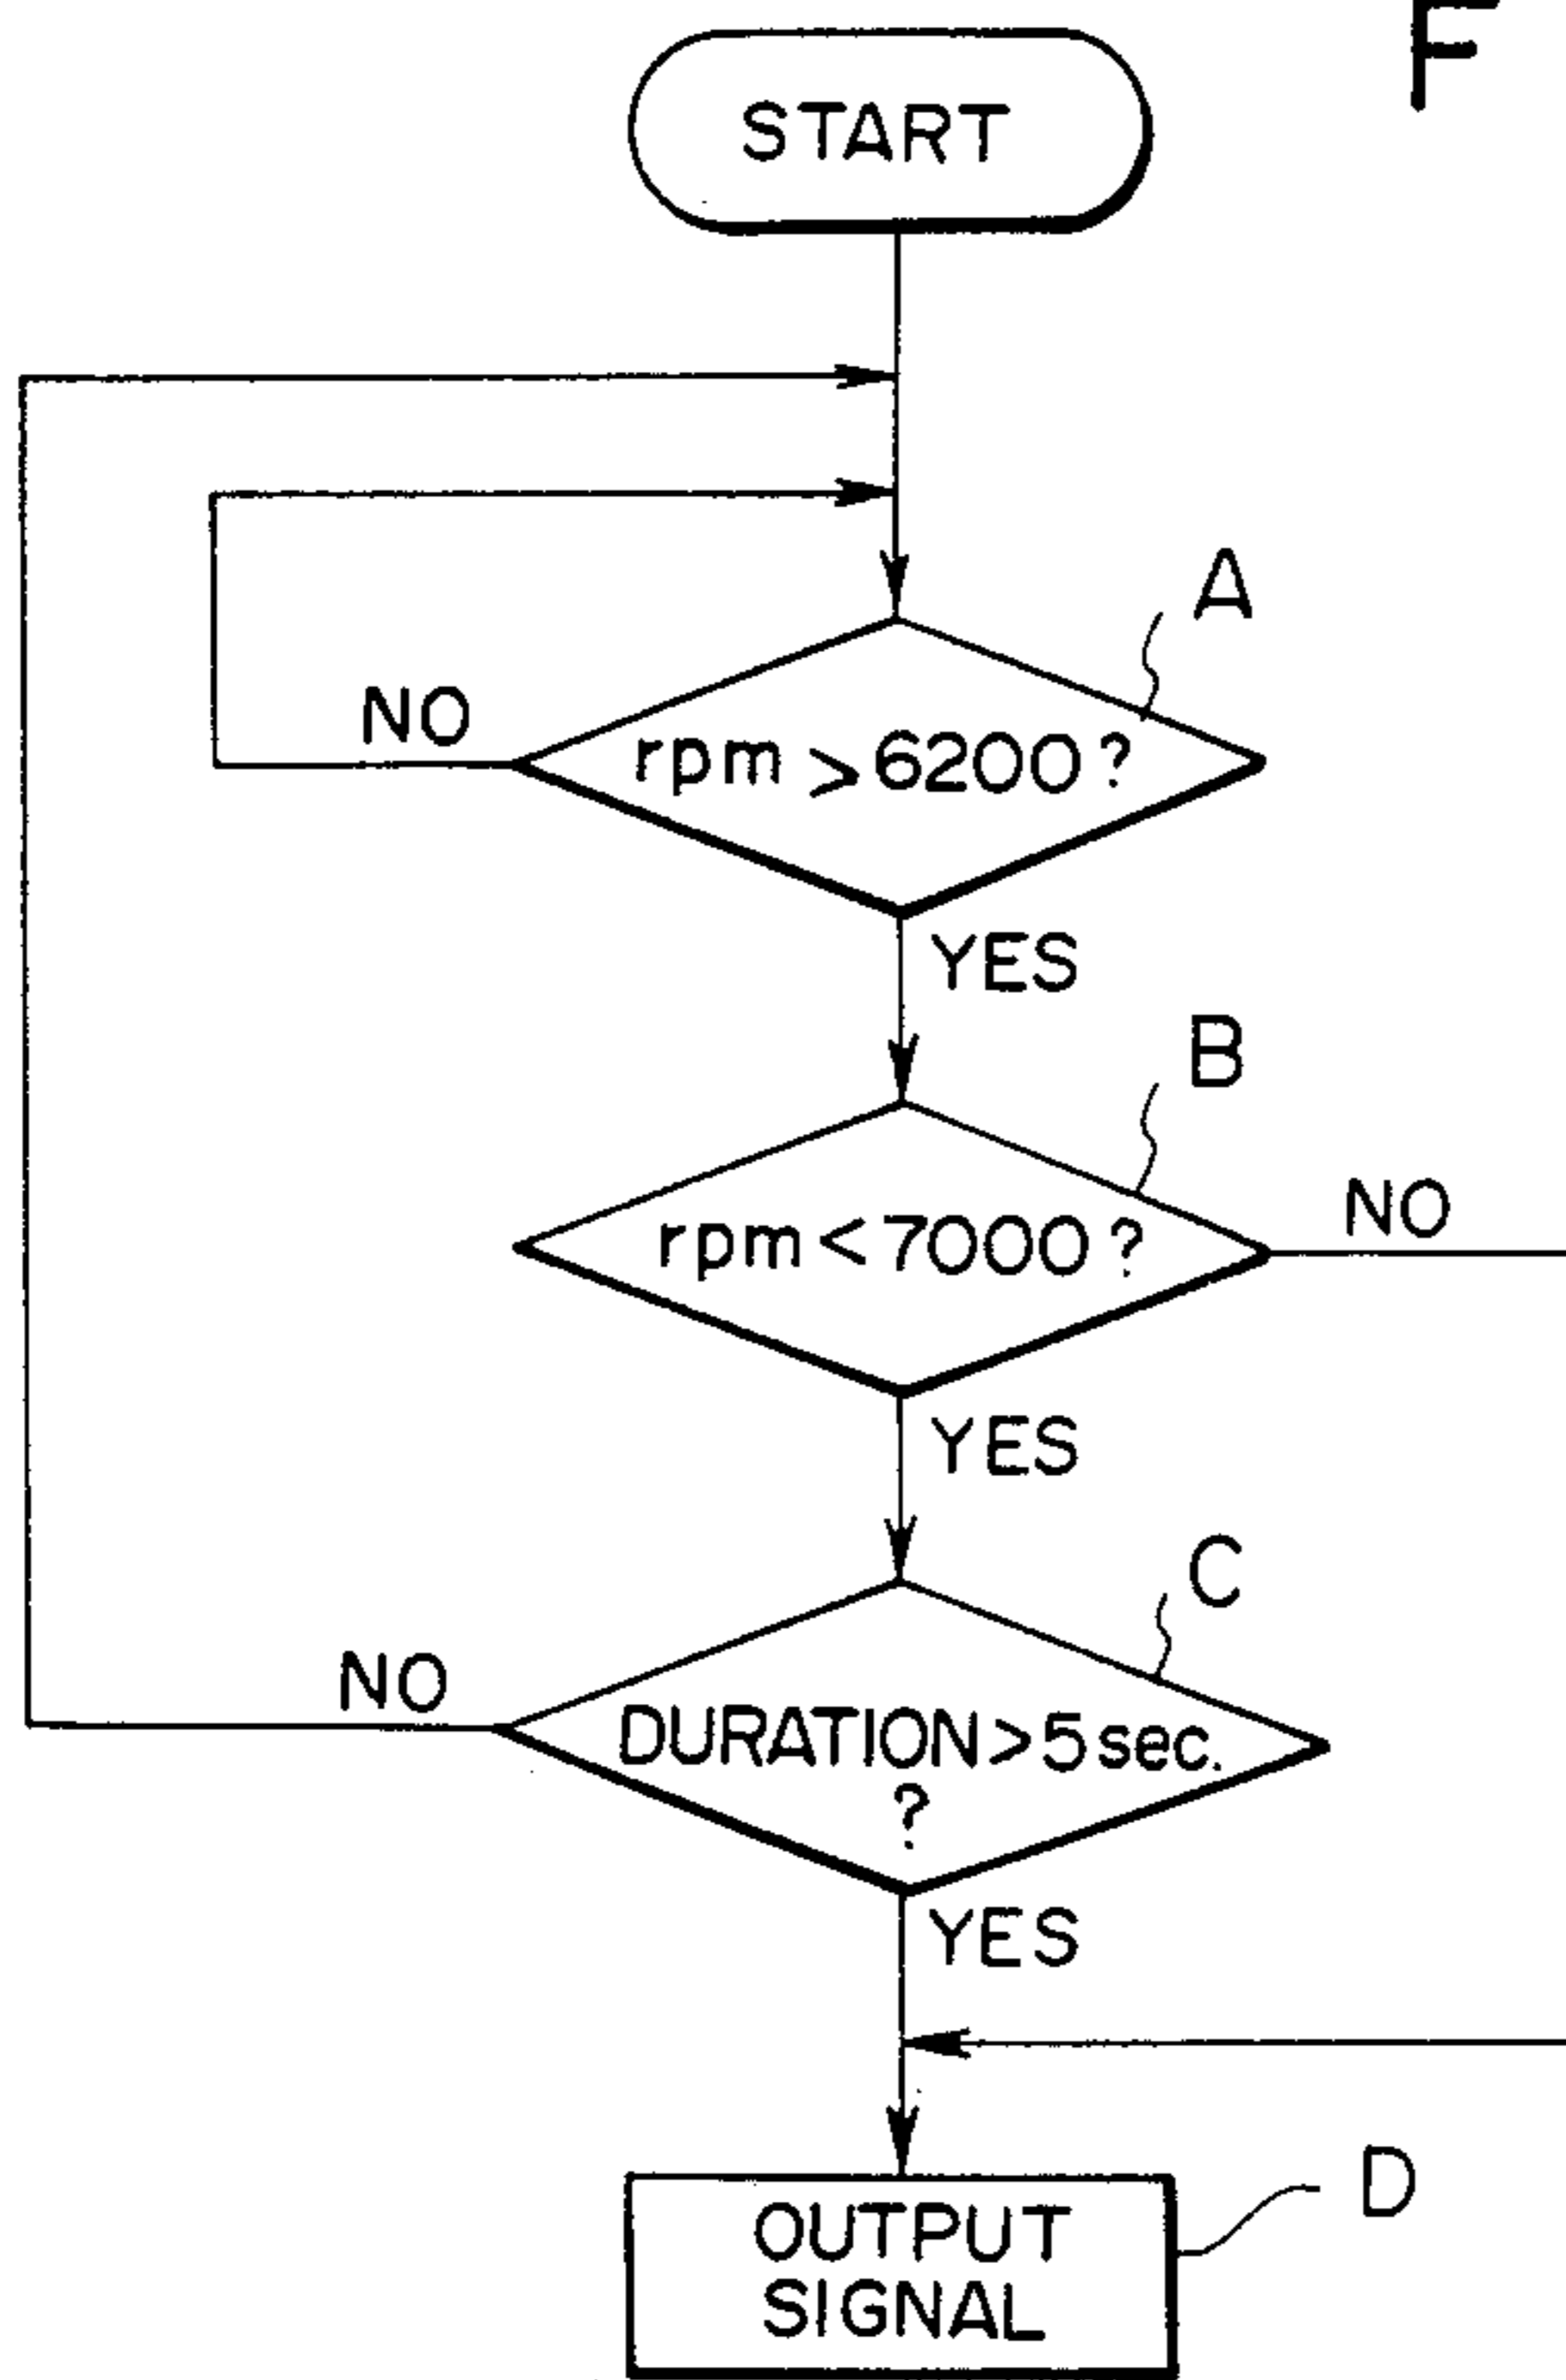 F
START
A
NO
rpm > 6200 ?
YES
B
NO
rpm < 7000 ?
YES
C
NO
DURATION > 5 sec.
?
YES
D
OUTPUT
SIGNAL